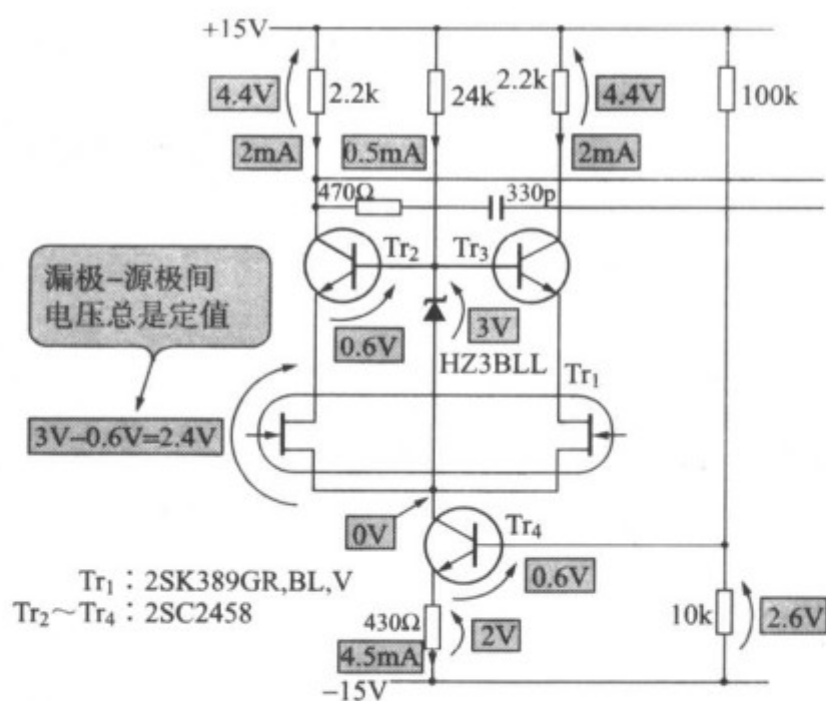 +15V
4.4V
2.2k
24k
2.2k
4.4V
100k
2mA
0.5mA
2mA
470Ω
330p
Tr₂
Tr₃
漏极–源极间
电压总是定值
0.6V
3V
HZ3BLL
Tr₁
3V–0.6V=2.4V
0V
Tr₄
0.6V
Tr₁：2SK389GR,BL,V
Tr₂～Tr₄：2SC2458
430Ω
2V
10k
2.6V
4.5mA
–15V